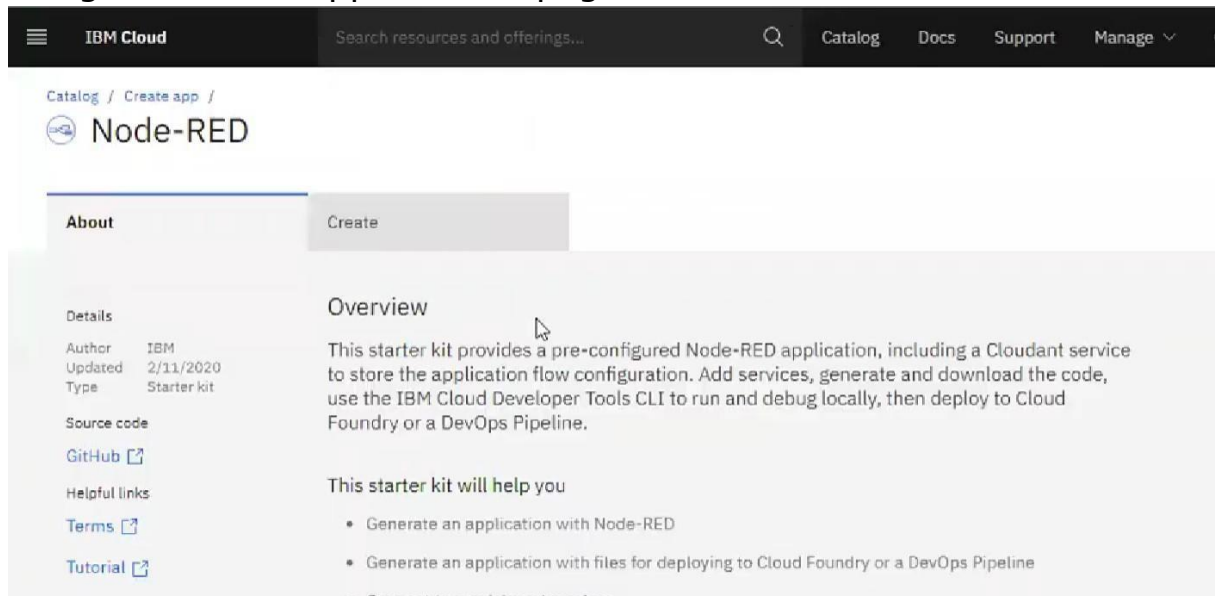 IBM Cloud
Search resources and offerings...
Catalog
Docs
Support
Manage
Catalog / Create app /
Node-RED
About
Create
Details
Author IBM
Updated 2/11/2020
Type Starter kit
Source code
GitHub
Helpful links
Terms
Tutorial
Overview
This starter kit provides a pre-configured Node-RED application, including a Cloudant service
to store the application flow configuration. Add services, generate and download the code,
use the IBM Cloud Developer Tools CLI to run and debug locally, then deploy to Cloud
Foundry or a DevOps Pipeline.
This starter kit will help you
• Generate an application with Node-RED
• Generate an application with files for deploying to Cloud Foundry or a DevOps Pipeline